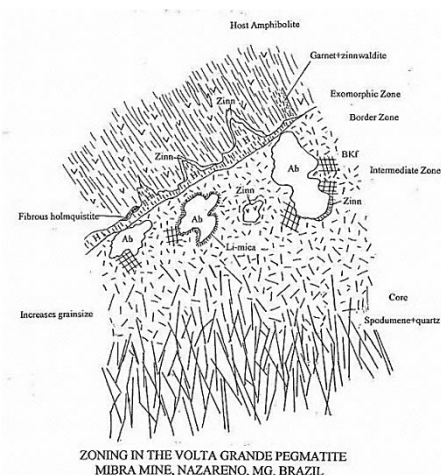 Host Amphibolite
Garnet+zinnwaldite
Exomorphic Zone
Zinn
Border Zone
BKf
Zinn
Ab
Intermediate Zone
Zinn
Zinn
Fibrous holmquistite
Ab
Ab
Li-mica
Increases grainsize
Core
Spodumene+quartz
ZONING IN THE VOLTA GRANDE PEGMATITE
MIBRA MINE, NAZARENO, MG, BRAZIL